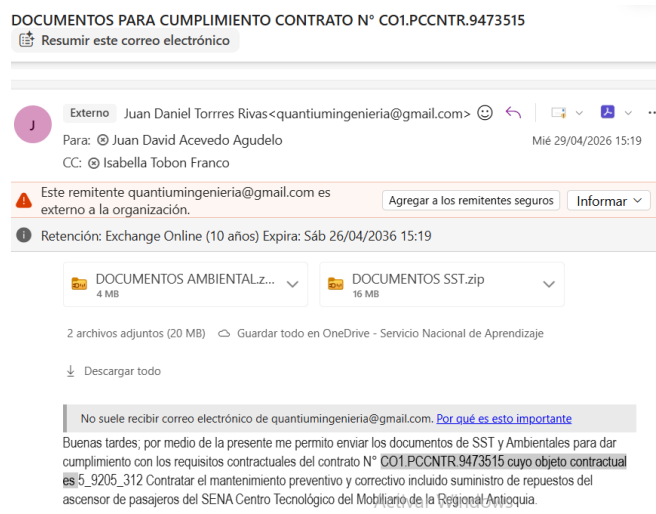 DOCUMENTOS PARA CUMPLIMIENTO CONTRATO N° CO1.PCCNTR.9473515
Resumir este correo electrónico
J
Externo Juan Daniel Torrres Rivas<quantiumingenieria@gmail.com>
Para: Juan David Acevedo Agudelo
Mié 29/04/2026 15:19
CC: Isabella Tobon Franco
Este remitente quantiumingenieria@gmail.com es
externo a la organización.
Agregar a los remitentes seguros
Informar
Retención: Exchange Online (10 años) Expira: Sáb 26/04/2036 15:19
DOCUMENTOS AMBIENTAL.z...
4 MB
DOCUMENTOS SST.zip
16 MB
2 archivos adjuntos (20 MB) Guardar todo en OneDrive - Servicio Nacional de Aprendizaje
Descargar todo
No suele recibir correo electrónico de quantiumingenieria@gmail.com. Por qué es esto importante
Buenas tardes; por medio de la presente me permito enviar los documentos de SST y Ambientales para dar
cumplimiento con los requisitos contractuales del contrato N° CO1.PCCNTR.9473515 cuyo objeto contractual
es 5_9205_312 Contratar el mantenimiento preventivo y correctivo incluido suministro de repuestos del
ascensor de pasajeros del SENA Centro Tecnológico del Mobiliario de la Regional Antioquia.
Activar Windows